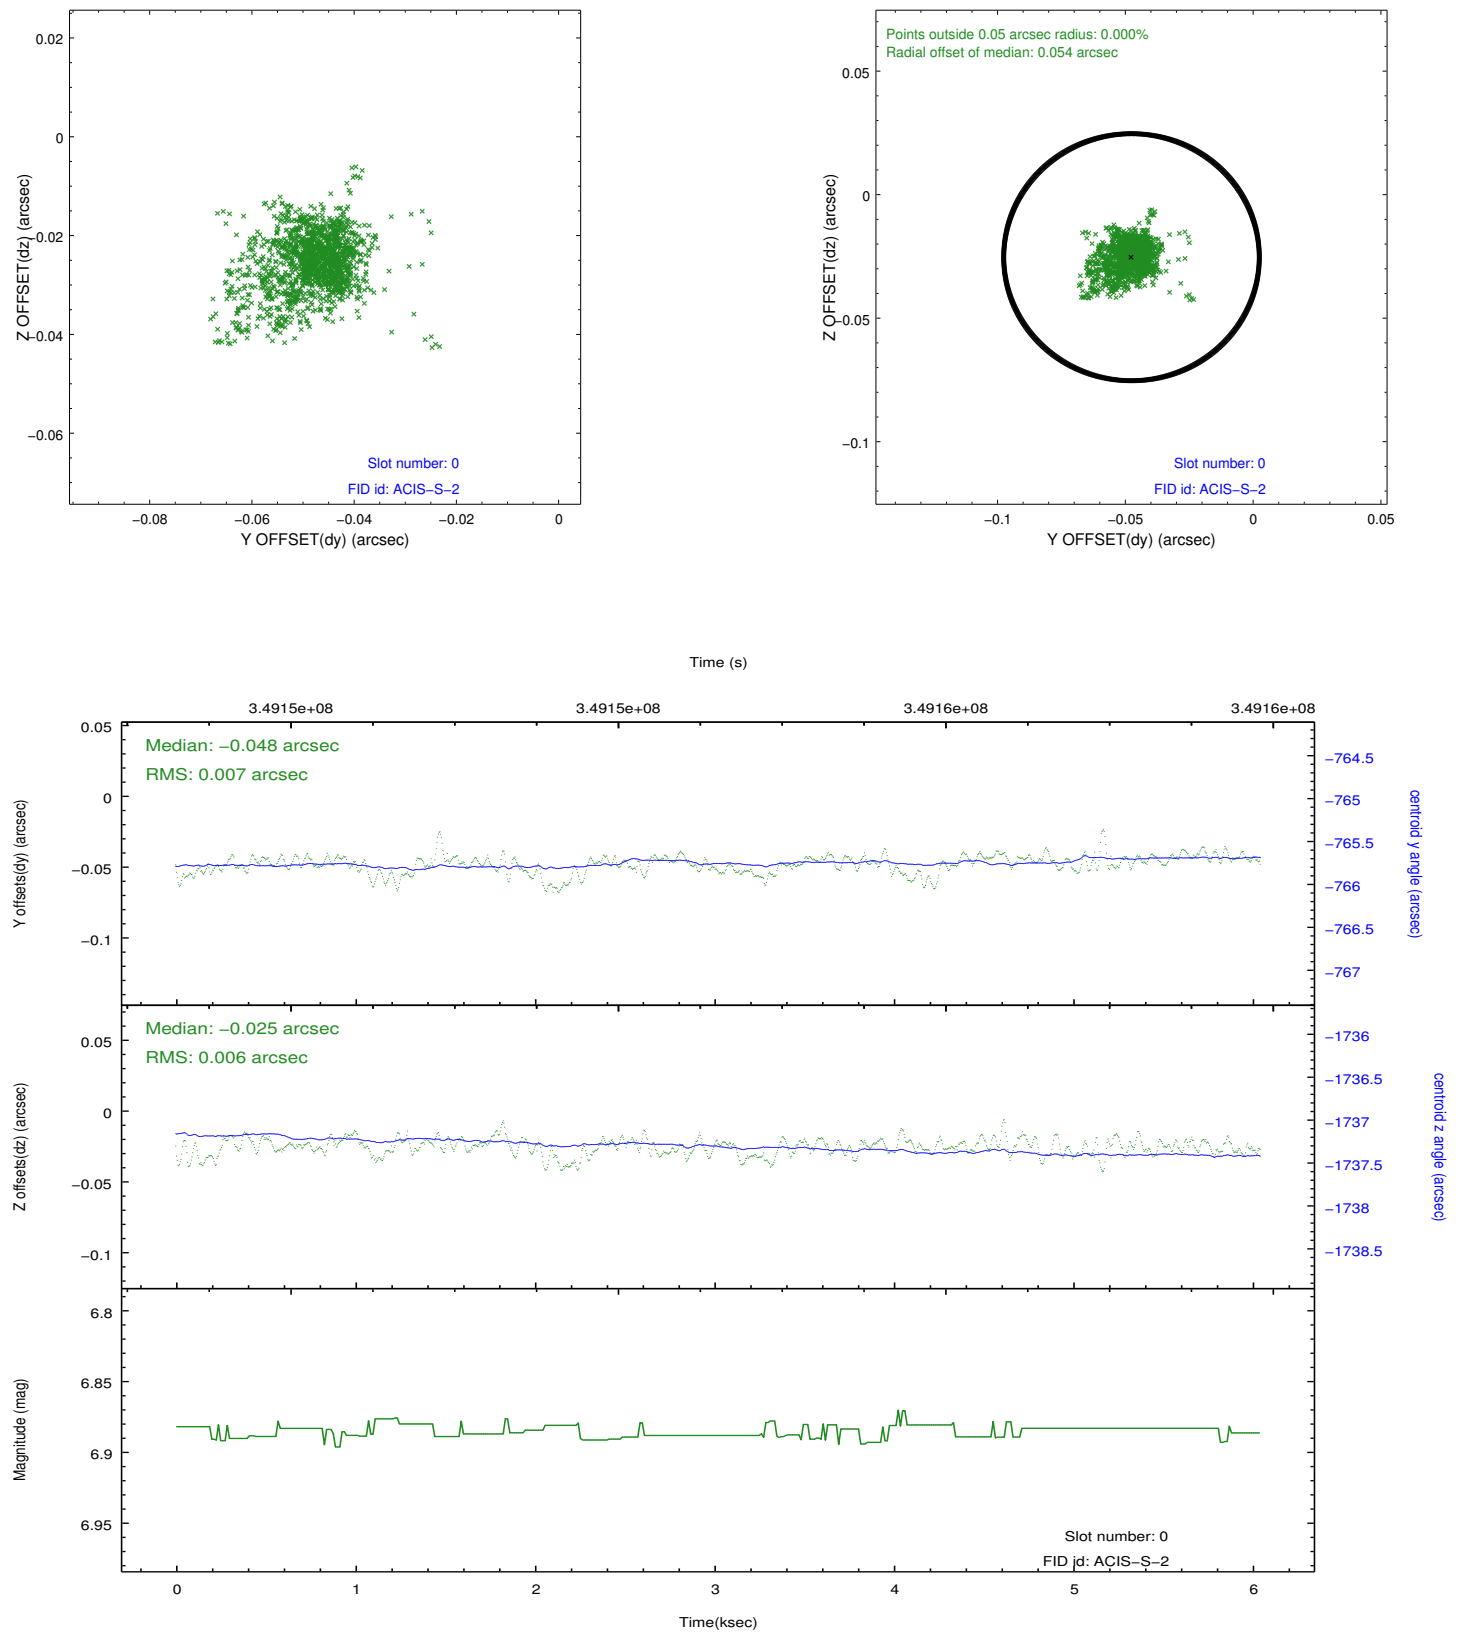 0.02
0
−0.02
−0.04
−0.06
Z OFFSET(dz) (arcsec)
Slot number: 0
FID id: ACIS−S−2
−0.08 −0.06 −0.04 −0.02 0
Y OFFSET(dy) (arcsec)
Points outside 0.05 arcsec radius: 0.000%
Radial offset of median: 0.054 arcsec
0.05
0
−0.05
−0.1
Z OFFSET(dz) (arcsec)
Slot number: 0
FID id: ACIS−S−2
−0.1 −0.05 0 0.05
Y OFFSET(dy) (arcsec)
Time (s)
3.4915e+08 3.4915e+08 3.4916e+08 3.4916e+08
0.05
0
−0.05
−0.1
Y offsets(dy) (arcsec)
Median: −0.048 arcsec
RMS: 0.007 arcsec
−764.5
−765
−765.5
−766
−766.5
−767
centroid y angle (arcsec)
0.05
0
−0.05
−0.1
Z offsets(dz) (arcsec)
Median: −0.025 arcsec
RMS: 0.006 arcsec
−1736
−1736.5
−1737
−1737.5
−1738
−1738.5
centroid z angle (arcsec)
6.8
6.85
6.9
6.95
Magnitude (mag)
Slot number: 0
FID id: ACIS−S−2
0 1 2 3 4 5 6
Time(ksec)